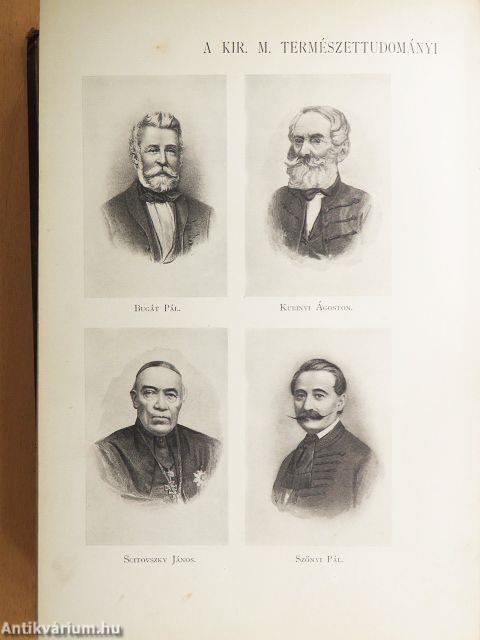 A KIR. M. TERMÉSZETTUDOMÁNYI
Bugát Pál.
Kubinyi Ágoston.
Scitovszky János.
Szőnyi Pál.
Antikvárium.hu